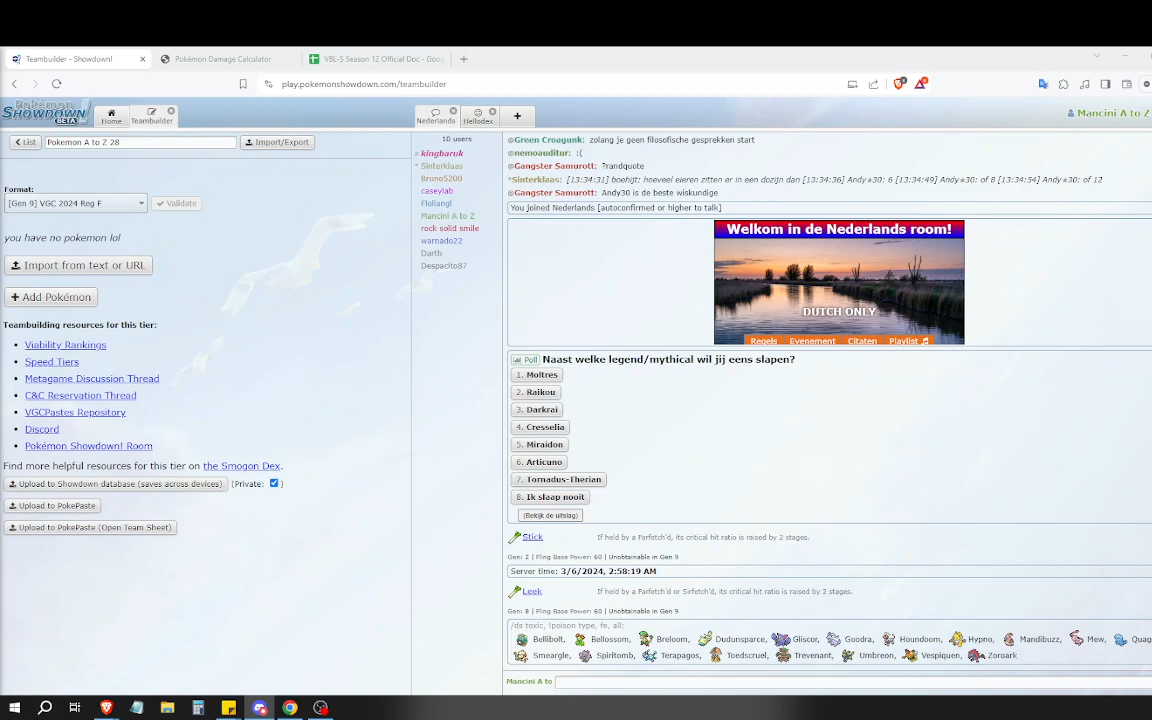 Teambuilder - Showdown!
Pokémon Damage Calculator
VBL-S Season 12 Official Doc - Goo
play.pokemonshowdown.com/teambuilder
Pokémon
SHOWDOWN!
BETA
Home
Teambuilder
Nederlands
Hellodex
Mancini A to Z
List
Pokemon A to Z 28
Import/Export
Format:
[Gen 9] VGC 2024 Reg F
Validate
you have no pokemon lol
Import from text or URL
Add Pokémon
Teambuilding resources for this tier:
Viability Rankings
Speed Tiers
Metagame Discussion Thread
C&C Reservation Thread
VGCPastes Repository
Discord
Pokémon Showdown! Room
Find more helpful resources for this tier on the Smogon Dex.
Upload to Showdown database (saves across devices) (Private: )
Upload to PokePaste
Upload to PokePaste (Open Team Sheet)
10 users
kingbaruk
* Sinterklaas
Bruno5200
caseylab
Floliangl
Mancini A to Z
rock solid smile
wamado22
Darth
Despacito87
@Green Croagunk: zolang je geen filosofische gesprekken start
@nemoauditur: :(
@Gangster Samurott: ?randquote
*Sinterklaas: [13:34:31] boehijt: hoeveel eieren zitten er in een dozijn dan [13:34:36] Andy★30: 6 [13:34:49] Andy★30: of 8 [13:34:54] Andy★30: of 12
@Gangster Samurott: Andy30 is de beste wiskundige
You joined Nederlands [autoconfirmed or higher to talk]
Welkom in de Nederlands room!
DUTCH ONLY
Regels Evenement Citaten Playlist
Poll Naast welke legend/mythical wil jij eens slapen?
1. Moltres
2. Raikou
3. Darkrai
4. Cresselia
5. Miraidon
6. Articuno
7. Tornadus-Therian
8. Ik slaap nooit
(Bekijk de uitslag)
Stick If held by a Farfetch'd, its critical hit ratio is raised by 2 stages.
Gen: 2 | Fling Base Power: 60 | Unobtainable in Gen 9
Server time: 3/6/2024, 2:58:19 AM
Leek If held by a Farfetch'd or Sirfetch'd, its critical hit ratio is raised by 2 stages.
Gen: 8 | Fling Base Power: 60 | Unobtainable in Gen 9
/ds toxic, !poison type, fe, all:
Bellibolt, Bellossom, Breloom, Dudunsparce, Gliscor, Goodra, Houndoom, Hypno, Mandibuzz, Mew, Quag
Smeargle, Spiritomb, Terapagos, Toedscruel, Trevenant, Umbreon, Vespiquen, Zoroark
Mancini A to